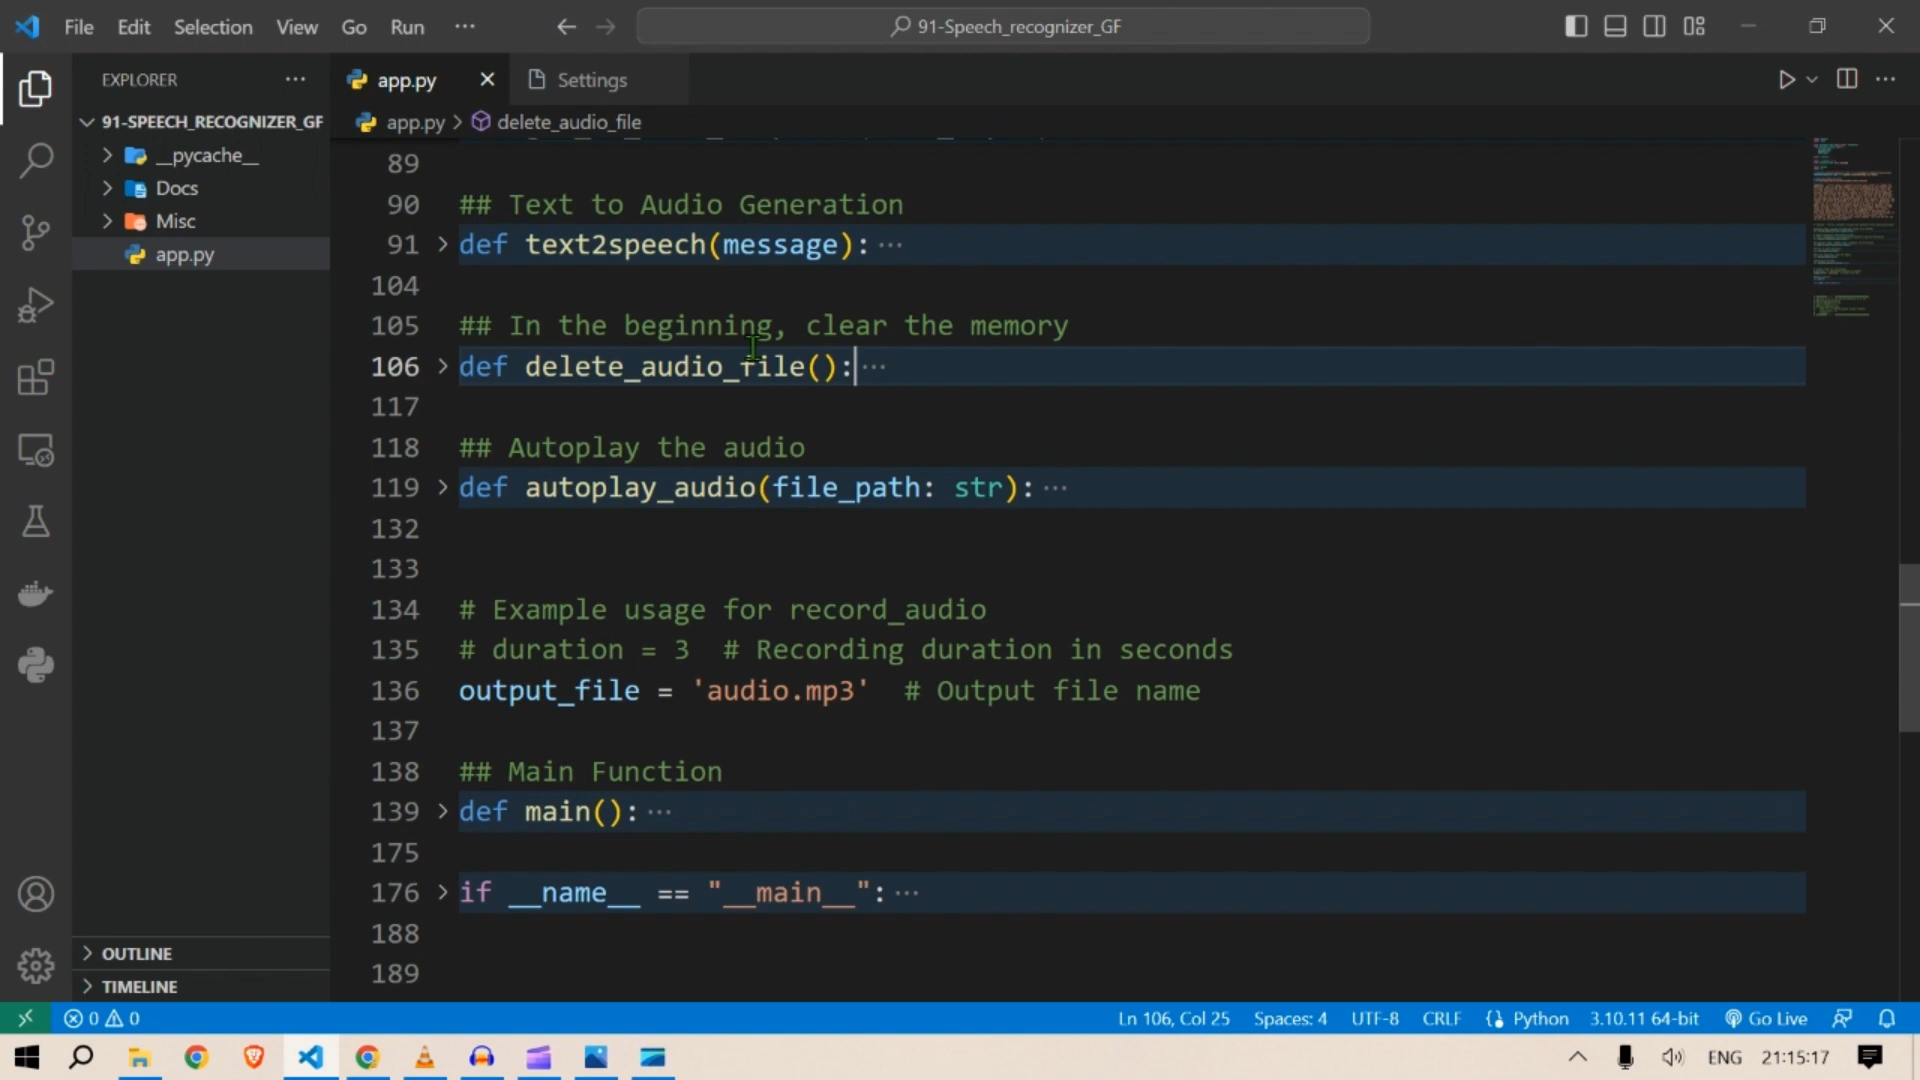 File Edit Selection View Go Run ···
91-Speech_recognizer_GF
EXPLORER ···
app.py
Settings
91-SPEECH_RECOGNIZER_GF
app.py > delete_audio_file
__pycache__
Docs
Misc
app.py
89
90 ## Text to Audio Generation
91 def text2speech(message):···
104
105 ## In the beginning, clear the memory
106 def delete_audio_file():···
117
118 ## Autoplay the audio
119 def autoplay_audio(file_path: str):···
132
133
134 # Example usage for record_audio
135 # duration = 3  # Recording duration in seconds
136 output_file = 'audio.mp3'  # Output file name
137
138 ## Main Function
139 def main():···
175
176 if __name__ == "__main__":···
188
189
OUTLINE
TIMELINE
0 0
Ln 106, Col 25 Spaces: 4 UTF-8 CRLF Python 3.10.11 64-bit Go Live
ENG 21:15:17